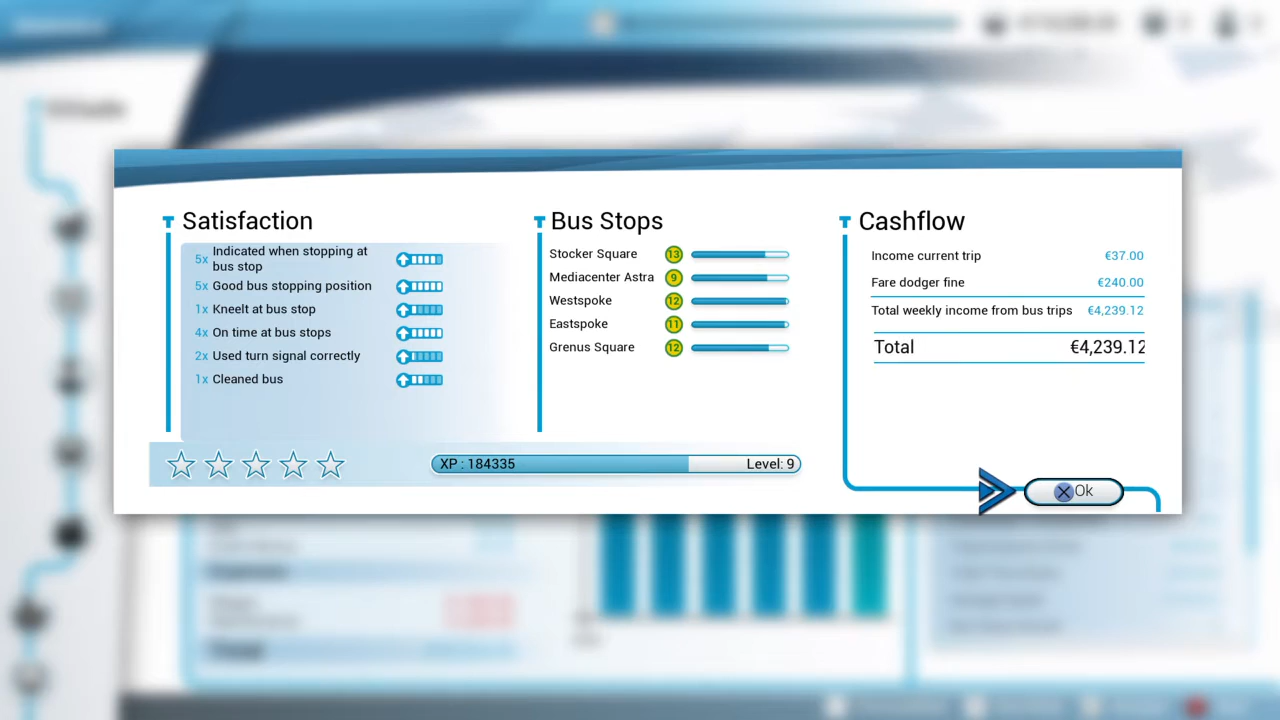 Satisfaction
5x Indicated when stopping at
bus stop
5x Good bus stopping position
1x Kneelt at bus stop
4x On time at bus stops
2x Used turn signal correctly
1x Cleaned bus
XP : 184335 Level: 9
Bus Stops
Stocker Square 13
Mediacenter Astra 9
Westspoke 12
Eastspoke 11
Grenus Square 12
Cashflow
Income current trip €37.00
Fare dodger fine €240.00
Total weekly income from bus trips €4,239.12
Total €4,239.12
Ok